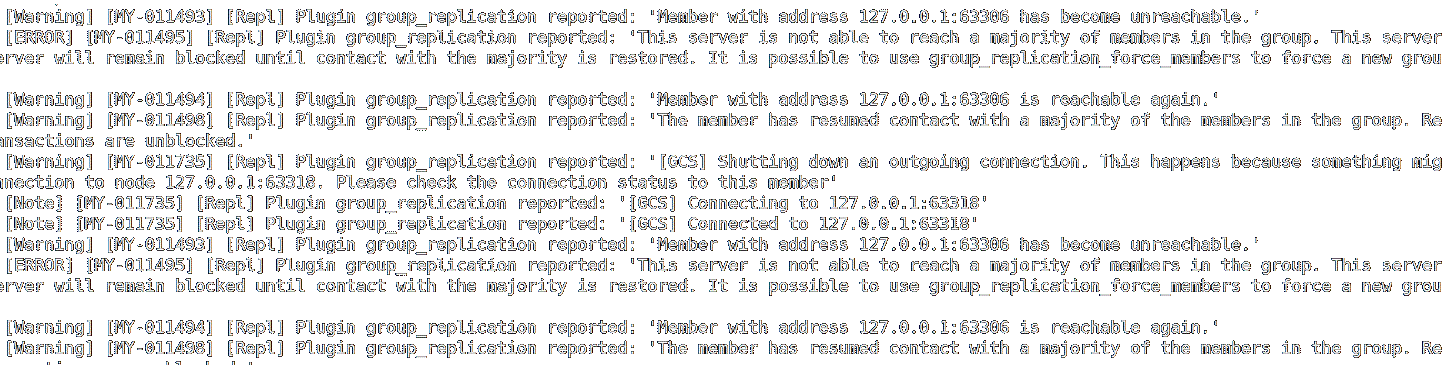 [Warning] [MY-011493] [Repl] Plugin group_replication reported: 'Member with address 127.0.0.1:63306 has become unreachable.'
[ERROR] [MY-011495] [Repl] Plugin group_replication reported: 'This server is not able to reach a majority of members in the group. This server
erver will remain blocked until contact with the majority is restored. It is possible to use group_replication_force_members to force a new grou
[Warning] [MY-011494] [Repl] Plugin group_replication reported: 'Member with address 127.0.0.1:63306 is reachable again.'
[Warning] [MY-011498] [Repl] Plugin group_replication reported: 'The member has resumed contact with a majority of the members in the group. Re
ansactions are unblocked.'
[Warning] [MY-011735] [Repl] Plugin group_replication reported: '[GCS] Shutting down an outgoing connection. This happens because something mig
nnection to node 127.0.0.1:63318. Please check the connection status to this member'
[Note] [MY-011735] [Repl] Plugin group_replication reported: '[GCS] Connecting to 127.0.0.1:63318'
[Note] [MY-011735] [Repl] Plugin group_replication reported: '[GCS] Connected to 127.0.0.1:63318'
[Warning] [MY-011493] [Repl] Plugin group_replication reported: 'Member with address 127.0.0.1:63306 has become unreachable.'
[ERROR] [MY-011495] [Repl] Plugin group_replication reported: 'This server is not able to reach a majority of members in the group. This server
erver will remain blocked until contact with the majority is restored. It is possible to use group_replication_force_members to force a new grou
[Warning] [MY-011494] [Repl] Plugin group_replication reported: 'Member with address 127.0.0.1:63306 is reachable again.'
[Warning] [MY-011498] [Repl] Plugin group_replication reported: 'The member has resumed contact with a majority of the members in the group. Re